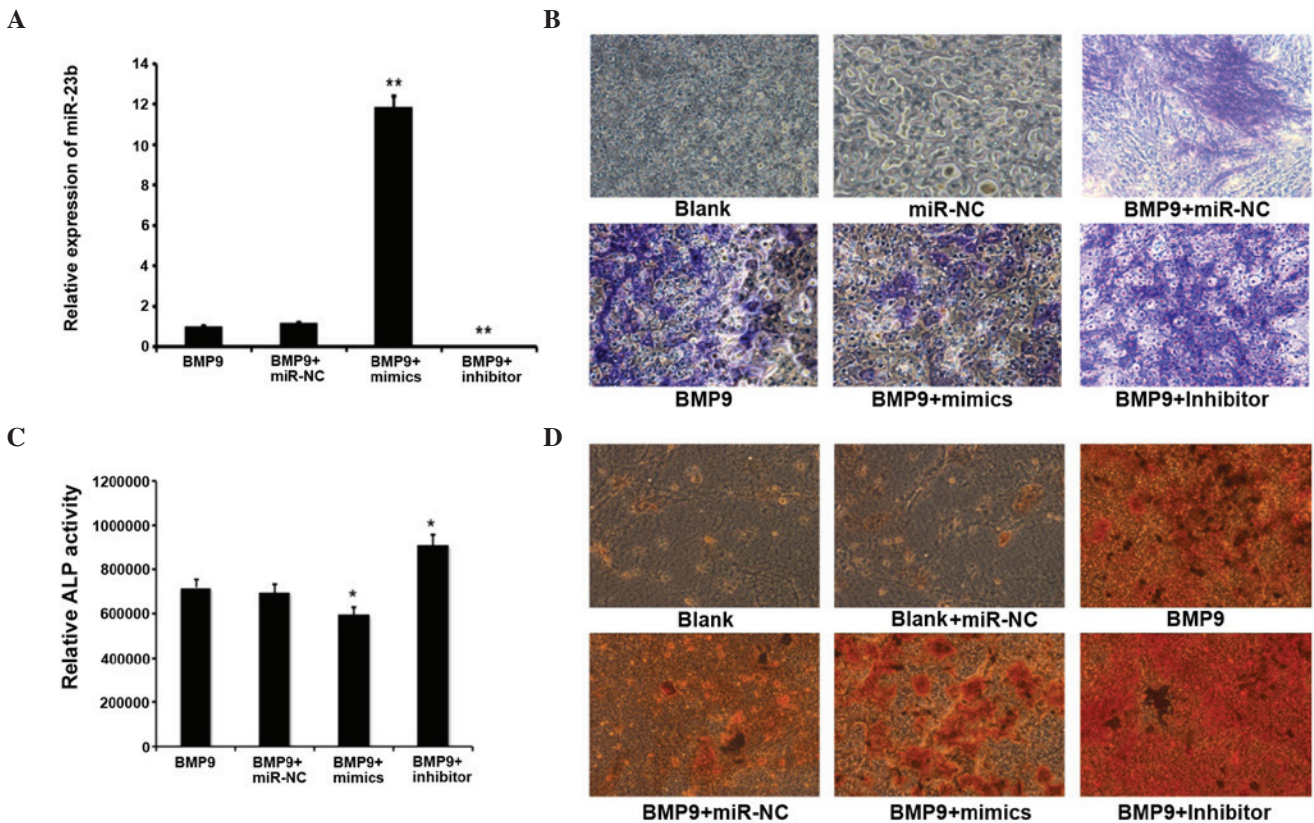 A
Relative expression of miR-23b
14
12
10
8
6
4
2
0
**
**
BMP9
BMP9+
miR-NC
BMP9+
mimics
BMP9+
inhibitor
B
Blank
miR-NC
BMP9+miR-NC
BMP9
BMP9+mimics
BMP9+Inhibitor
C
Relative ALP activity
1200000
1000000
800000
600000
400000
200000
0
*
*
BMP9
BMP9+
miR-NC
BMP9+
mimics
BMP9+
inhibitor
D
Blank
Blank+miR-NC
BMP9
BMP9+miR-NC
BMP9+mimics
BMP9+Inhibitor